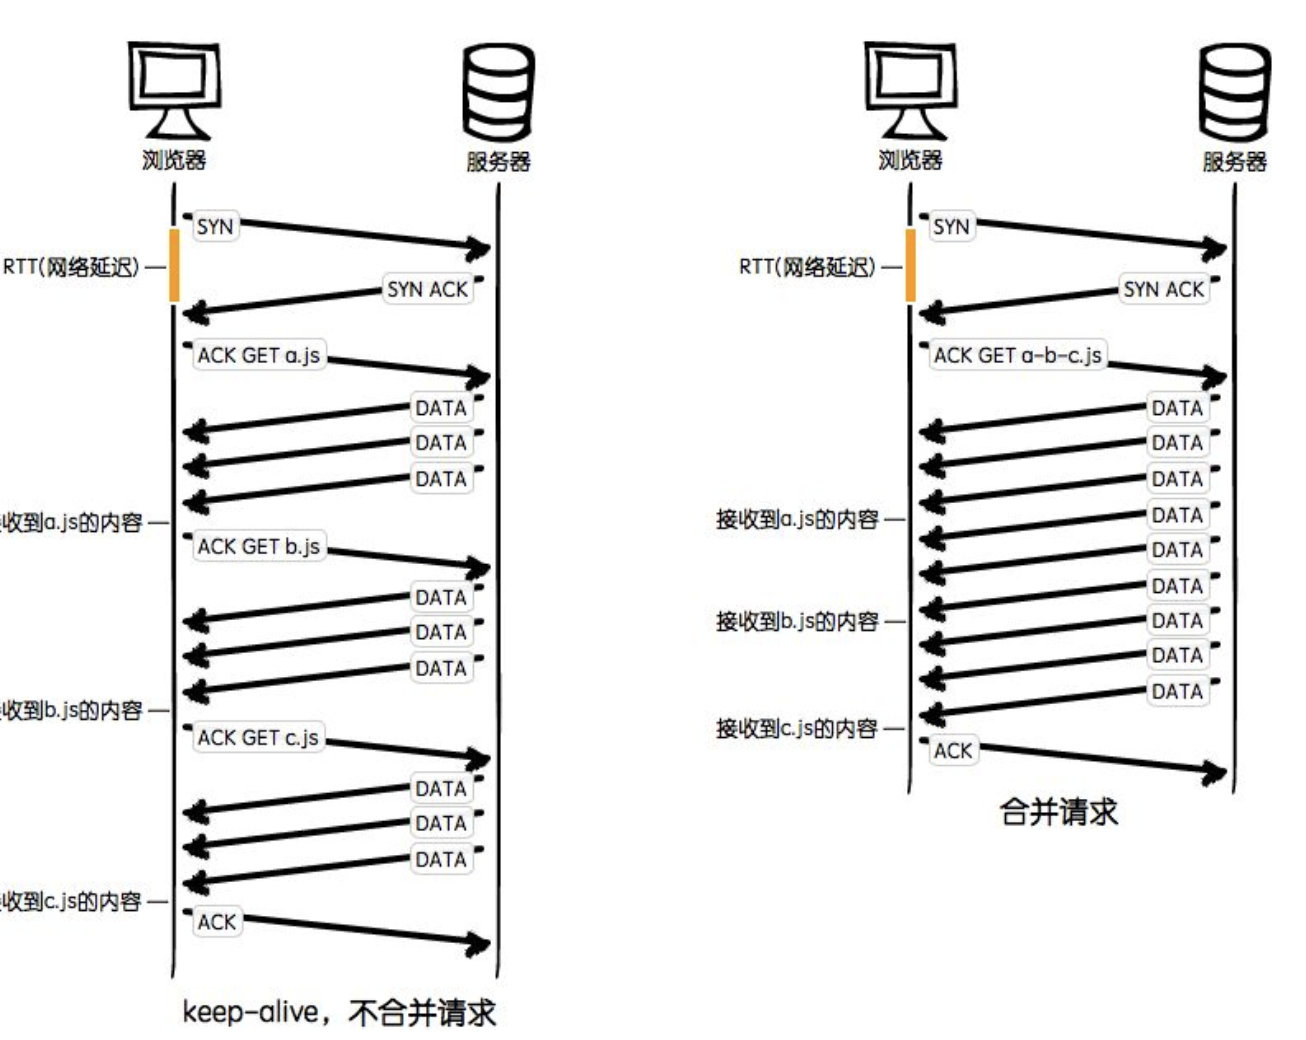 浏览器
服务器
SYN
RTT(网络延迟)
SYN ACK
ACK GET a.js
DATA
DATA
DATA
收到a.js的内容
ACK GET b.js
DATA
DATA
DATA
收到b.js的内容
ACK GET c.js
DATA
DATA
DATA
收到c.js的内容
ACK
keep-alive，不合并请求
浏览器
服务器
SYN
RTT(网络延迟)
SYN ACK
ACK GET a-b-c.js
DATA
DATA
DATA
DATA
接收到a.js的内容
DATA
DATA
DATA
接收到b.js的内容
DATA
DATA
接收到c.js的内容
ACK
合并请求